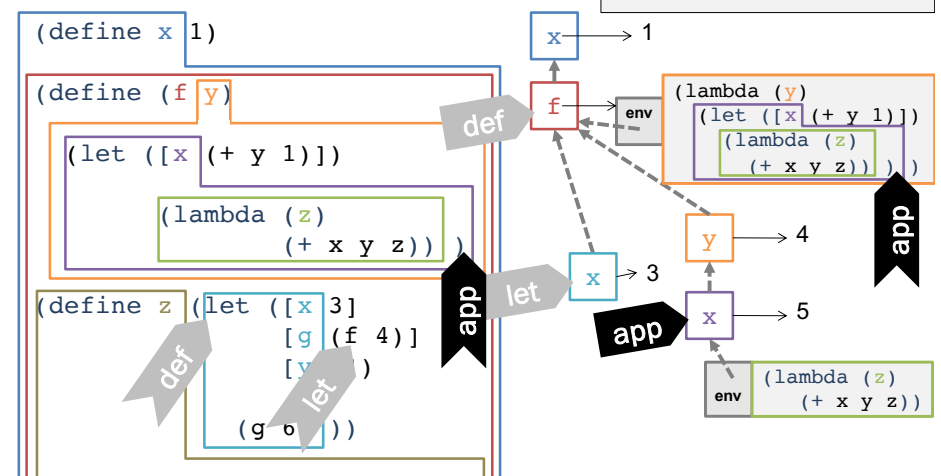 (define x 1)
(define (f y)
(let ([x (+ y 1)])
(lambda (z)
(+ x y z)) )
(define z (let ([x 3]
[g (f 4)]
[y )
(g 6 ))
def
let
app
let
def
x 1
f
env
(lambda (y)
(let ([x (+ y 1)])
(lambda (z)
(+ x y z)) ) )
app
y 4
x 3
app
x 5
env
(lambda (z)
(+ x y z))